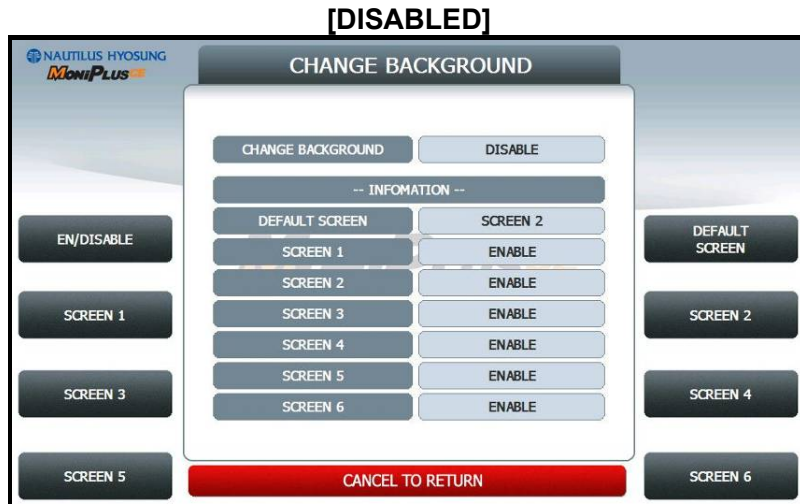 [DISABLED]
NAUTILUS HYOSUNG
MoniPlus CE
CHANGE BACKGROUND
CHANGE BACKGROUND DISABLE
-- INFOMATION --
DEFAULT SCREEN SCREEN 2
SCREEN 1 ENABLE
SCREEN 2 ENABLE
SCREEN 3 ENABLE
SCREEN 4 ENABLE
SCREEN 5 ENABLE
SCREEN 6 ENABLE
EN/DISABLE
DEFAULT
SCREEN
SCREEN 1
SCREEN 2
SCREEN 3
SCREEN 4
SCREEN 5
CANCEL TO RETURN
SCREEN 6